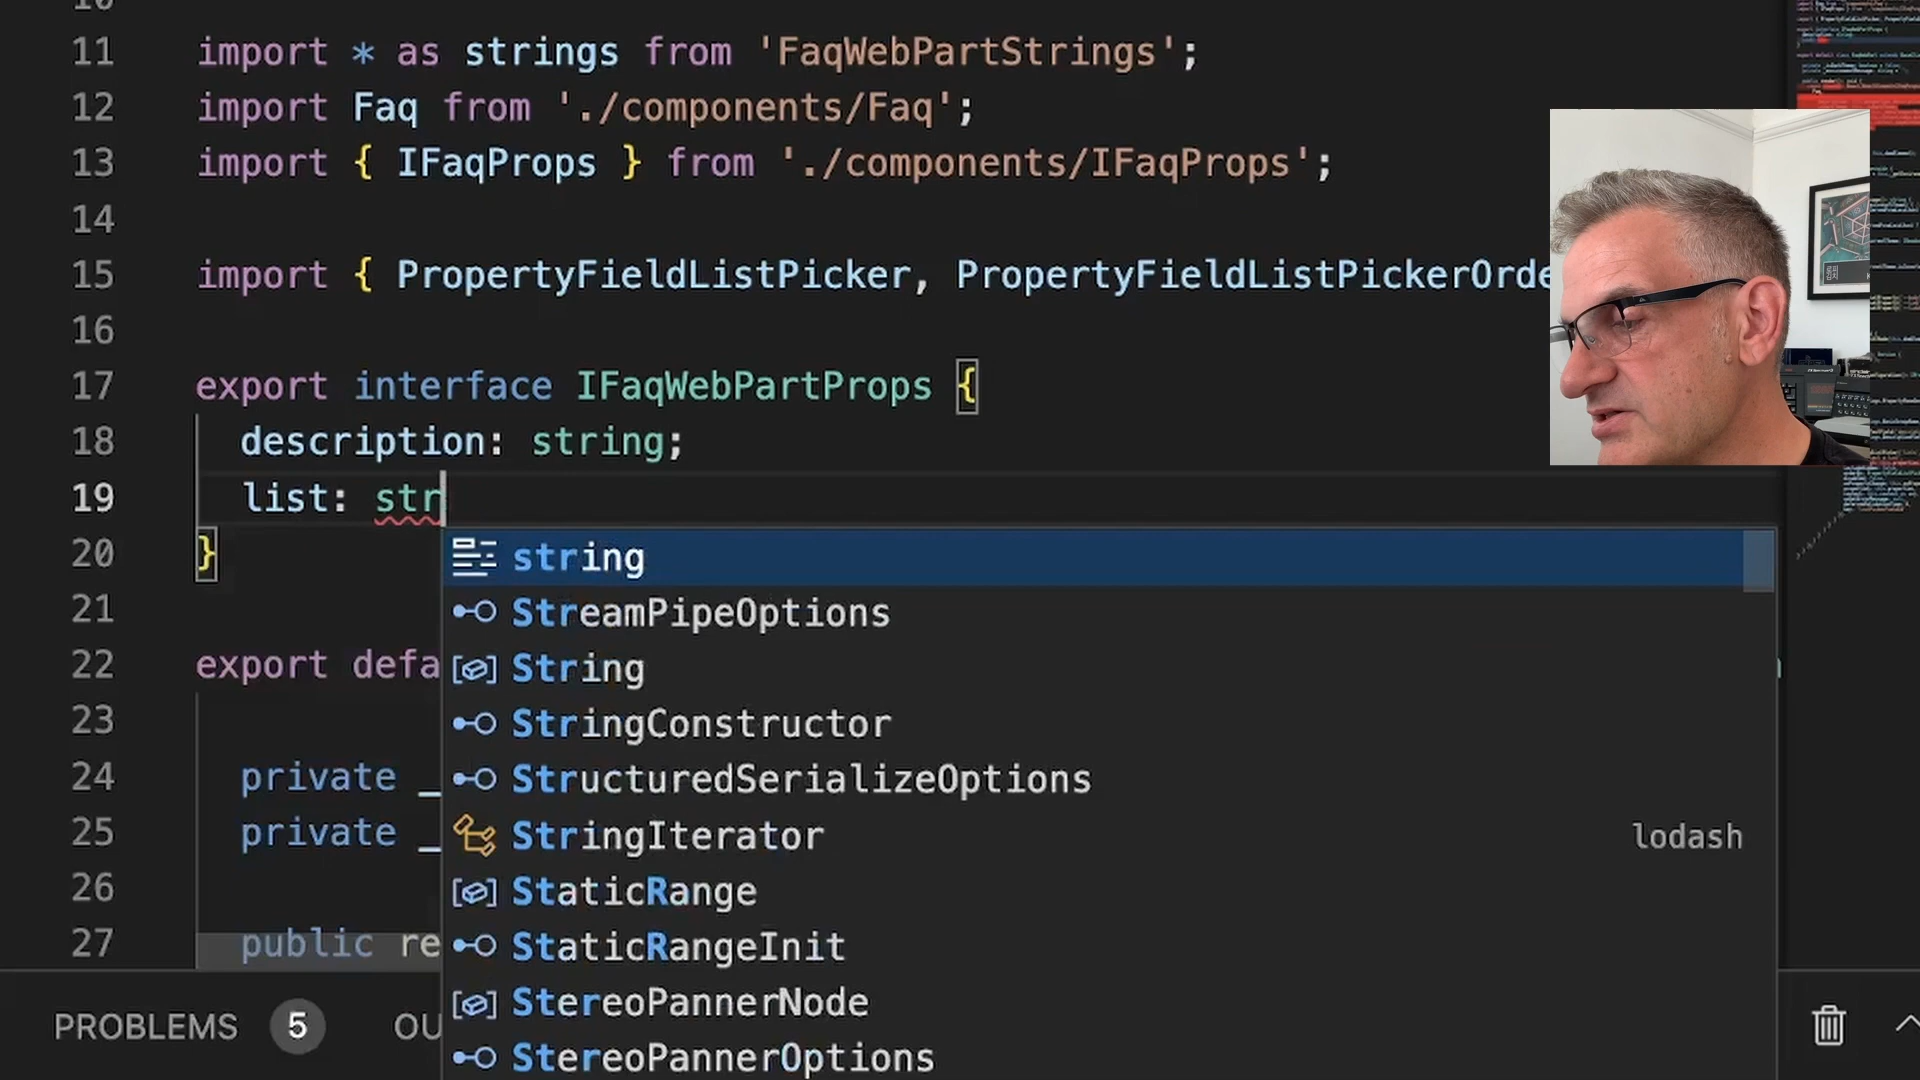 11 import * as strings from 'FaqWebPartStrings';
12 import Faq from './components/Faq';
13 import { IFaqProps } from './components/IFaqProps';
14
15 import { PropertyFieldListPicker, PropertyFieldListPickerOrde
16
17 export interface IFaqWebPartProps {
18 description: string;
19 list: str
20 }
string
21
StreamPipeOptions
22 export defa
String
23
StringConstructor
24 private _
StructuredSerializeOptions
25 private _
StringIterator lodash
26
StaticRange
27 public re
StaticRangeInit
StereoPannerNode
PROBLEMS 5 OU
StereoPannerOptions